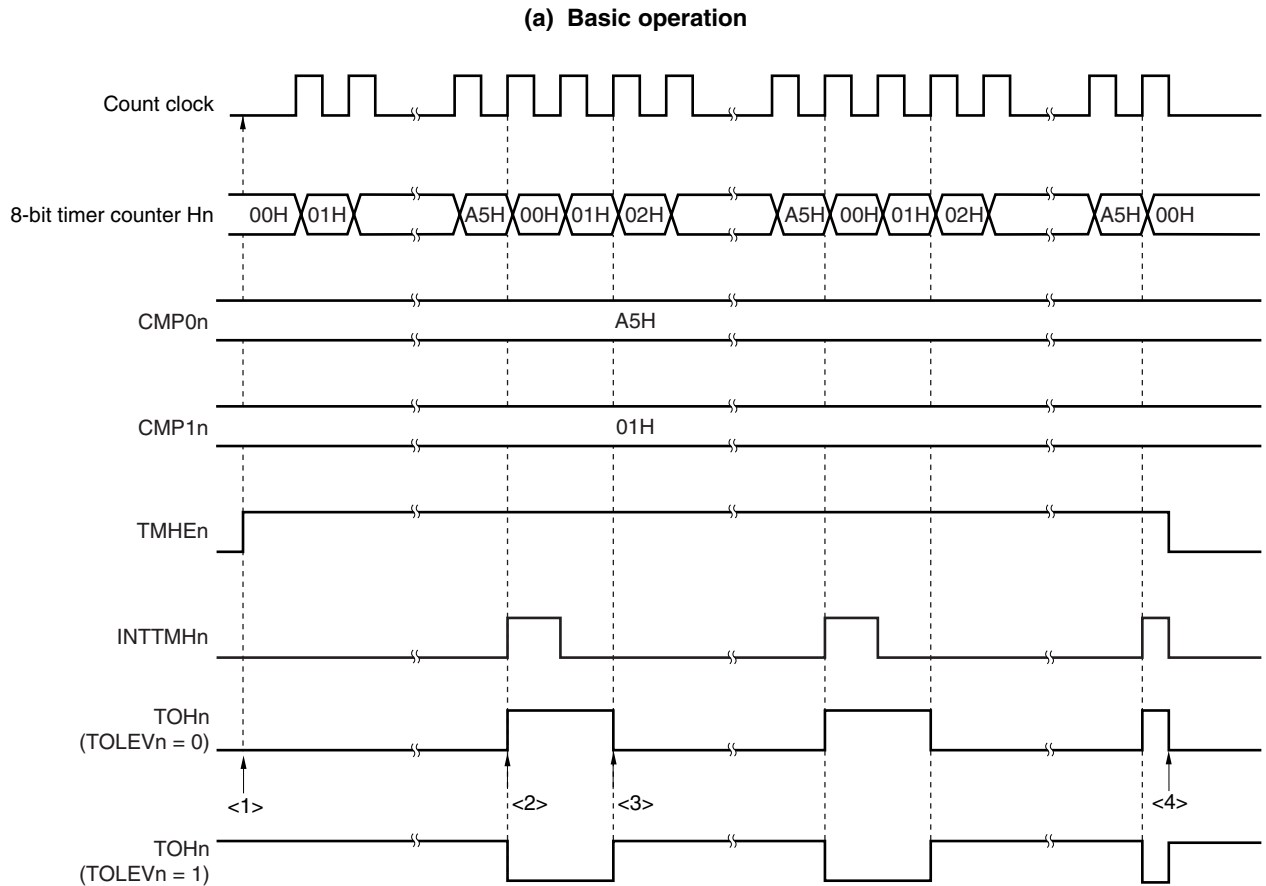 (a) Basic operation
Count clock
8-bit timer counter Hn
00H 01H A5H 00H 01H 02H A5H 00H 01H 02H A5H 00H
CMP0n
A5H
CMP1n
01H
TMHEn
INTTMHn
TOHn
(TOLEVn = 0)
<1> <2> <3> <4>
TOHn
(TOLEVn = 1)